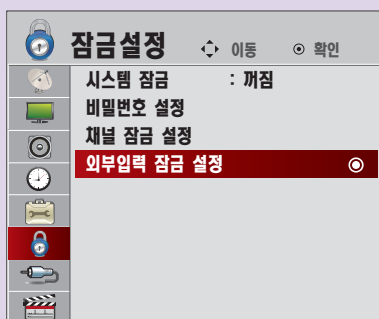 잠금설정 이동 확인
시스템 잠금 : 꺼짐
비밀번호 설정
채널 잠금 설정
외부입력 잠금 설정